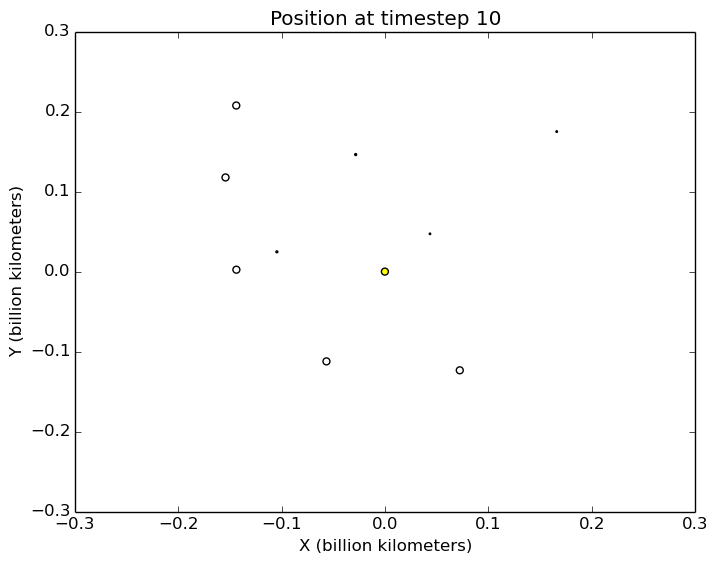 Position at timestep 10
0.3
0.2
0.1
0.0
−0.1
−0.2
−0.3
Y (billion kilometers)
−0.3 −0.2 −0.1 0.0 0.1 0.2 0.3
X (billion kilometers)